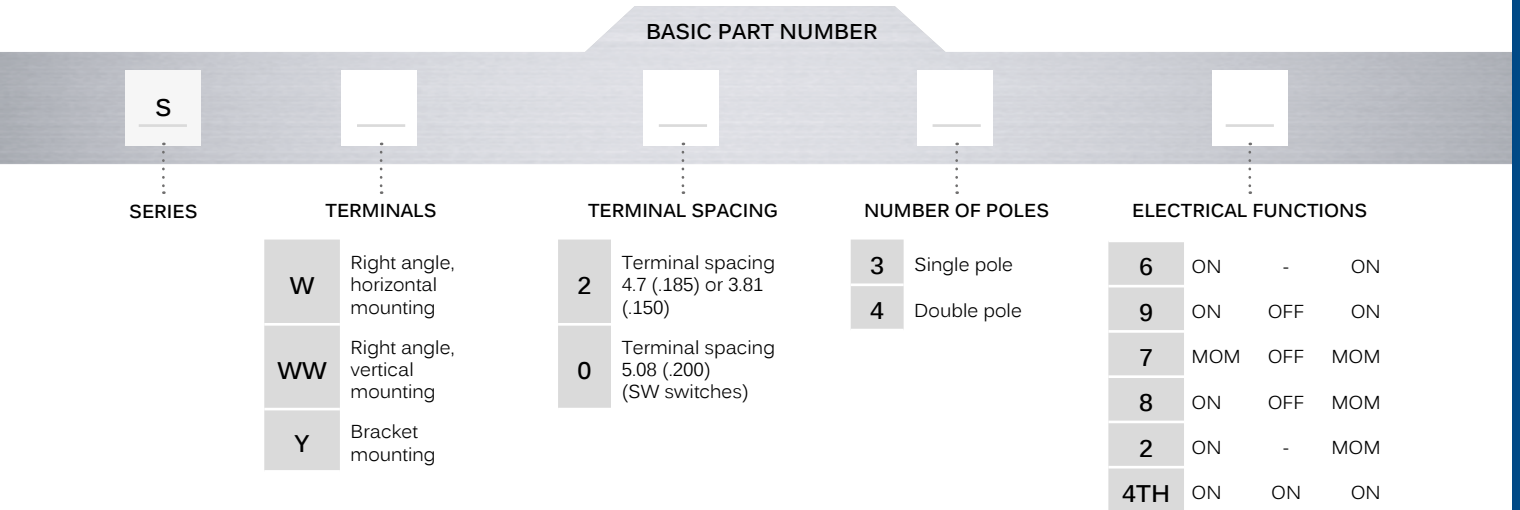 BASIC PART NUMBER
S
SERIES
TERMINALS
W
Right angle,
horizontal
mounting
WW
Right angle,
vertical
mounting
Y
Bracket
mounting
TERMINAL SPACING
2
Terminal spacing
4.7 (.185) or 3.81
(.150)
0
Terminal spacing
5.08 (.200)
(SW switches)
NUMBER OF POLES
3 Single pole
4 Double pole
ELECTRICAL FUNCTIONS
6 ON - ON
9 ON OFF ON
7 MOM OFF MOM
8 ON OFF MOM
2 ON - MOM
4TH ON ON ON